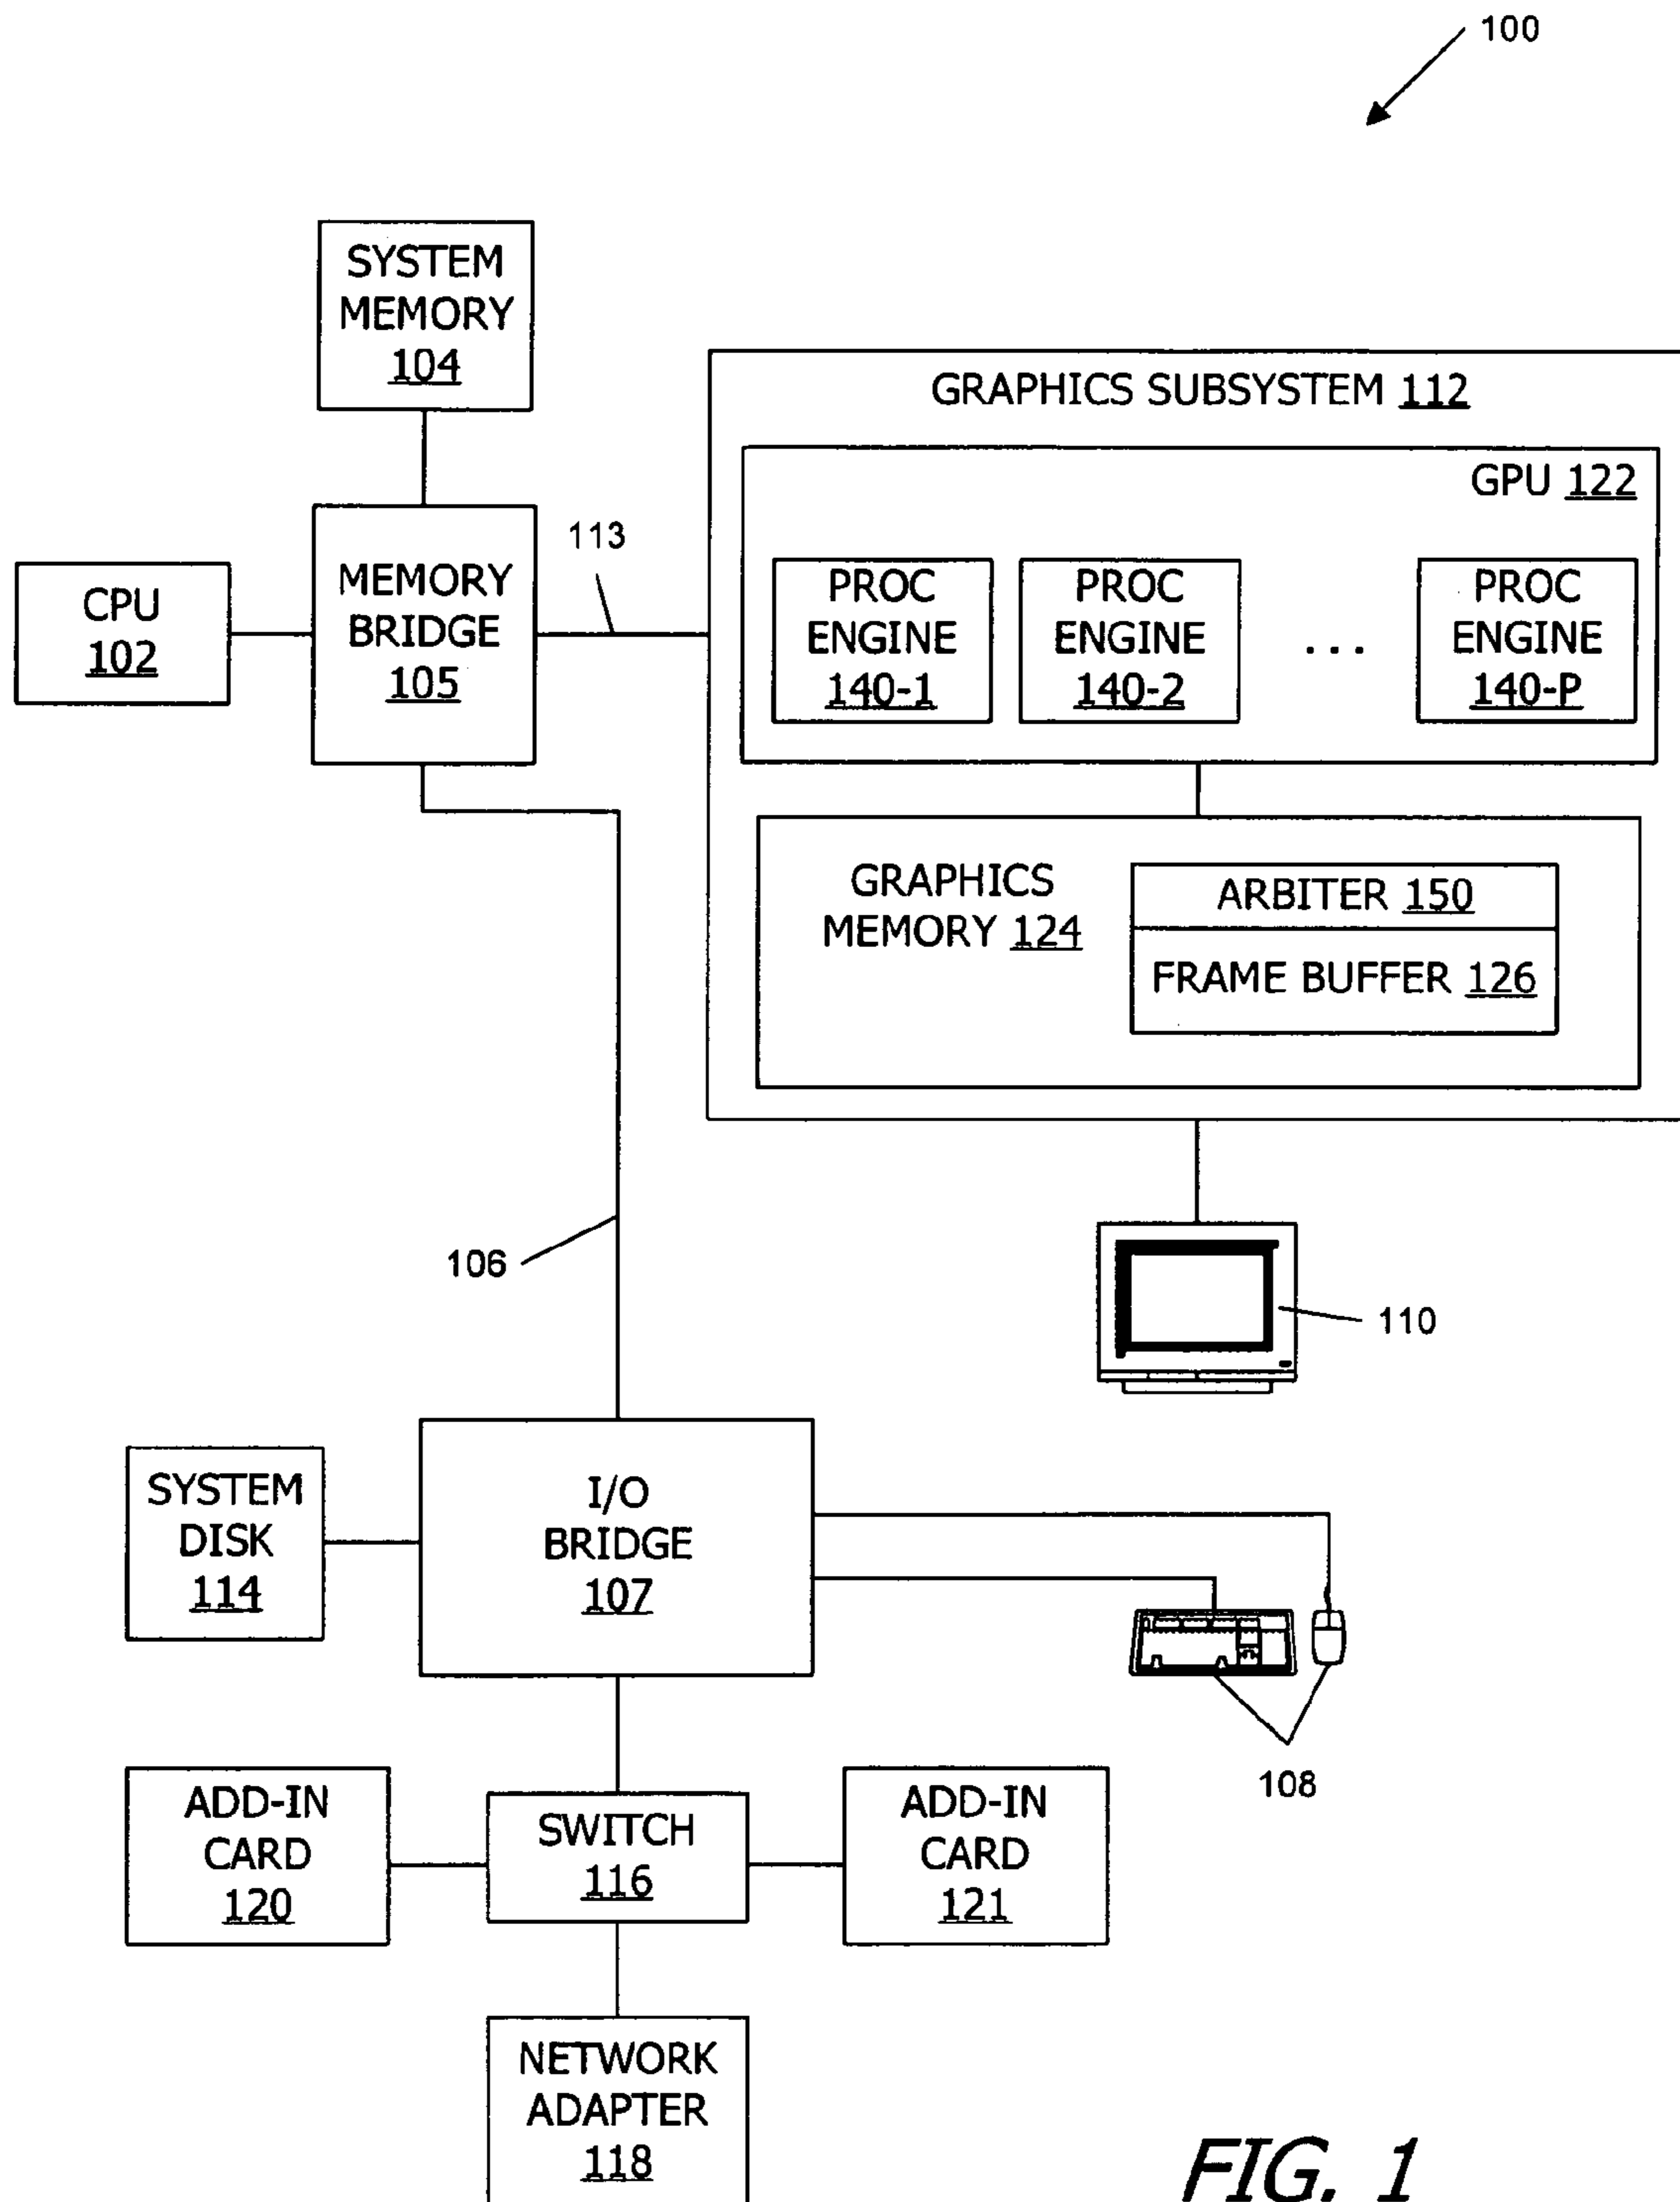 100
SYSTEM
MEMORY
104
GRAPHICS SUBSYSTEM 112
GPU 122
113
CPU
102
MEMORY
BRIDGE
105
PROC
ENGINE
140-1
PROC
ENGINE
140-2
...
PROC
ENGINE
140-P
GRAPHICS
MEMORY 124
ARBITER 150
FRAME BUFFER 126
106
110
SYSTEM
DISK
114
I/O
BRIDGE
107
108
ADD-IN
CARD
120
SWITCH
116
ADD-IN
CARD
121
NETWORK
ADAPTER
118
FIG. 1